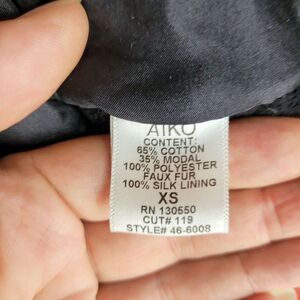 AIKO
CONTENT:
65% COTTON
35% MODAL
100% POLYESTER
FAUX FUR
100% SILK LINING
XS
RN 130550
CUT# 119
STYLE# 46-6008